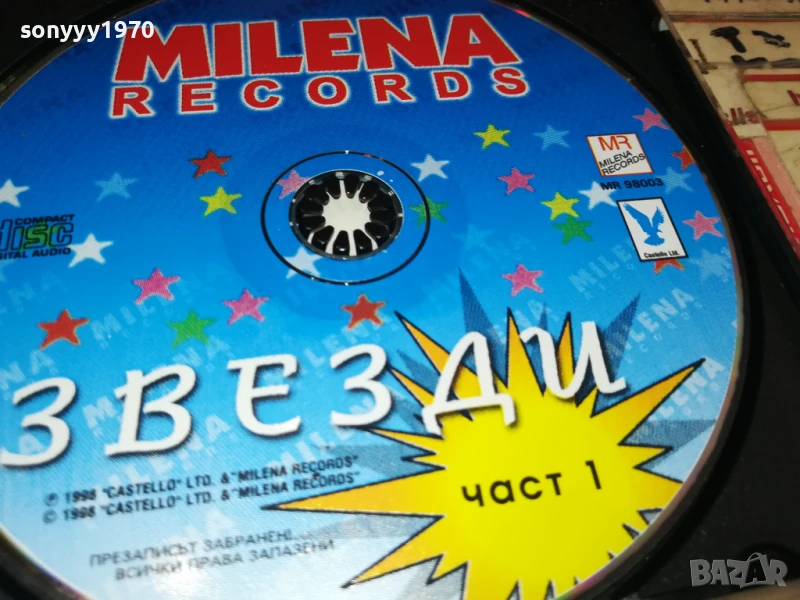 sonyyy1970
MILENA
RECORDS
MR
MILENA
RECORDS
MR 98003
COMPACT
disc
DIGITAL AUDIO
Castello Ltd.
ЗВЕЗДИ
част 1
℗ 1998 "CASTELLO" LTD. & "MILENA RECORDS"
© 1998 "CASTELLO" LTD. & "MILENA RECORDS"
ПРЕЗАПИСЪТ ЗАБРАНЕН!
ВСИЧКИ ПРАВА ЗАПАЗЕНИ
BAZAR